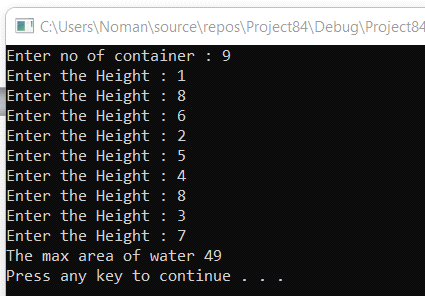 C:\Users\Noman\source\repos\Project84\Debug\Project84
Enter no of container : 9
Enter the Height : 1
Enter the Height : 8
Enter the Height : 6
Enter the Height : 2
Enter the Height : 5
Enter the Height : 4
Enter the Height : 8
Enter the Height : 3
Enter the Height : 7
The max area of water 49
Press any key to continue . . .